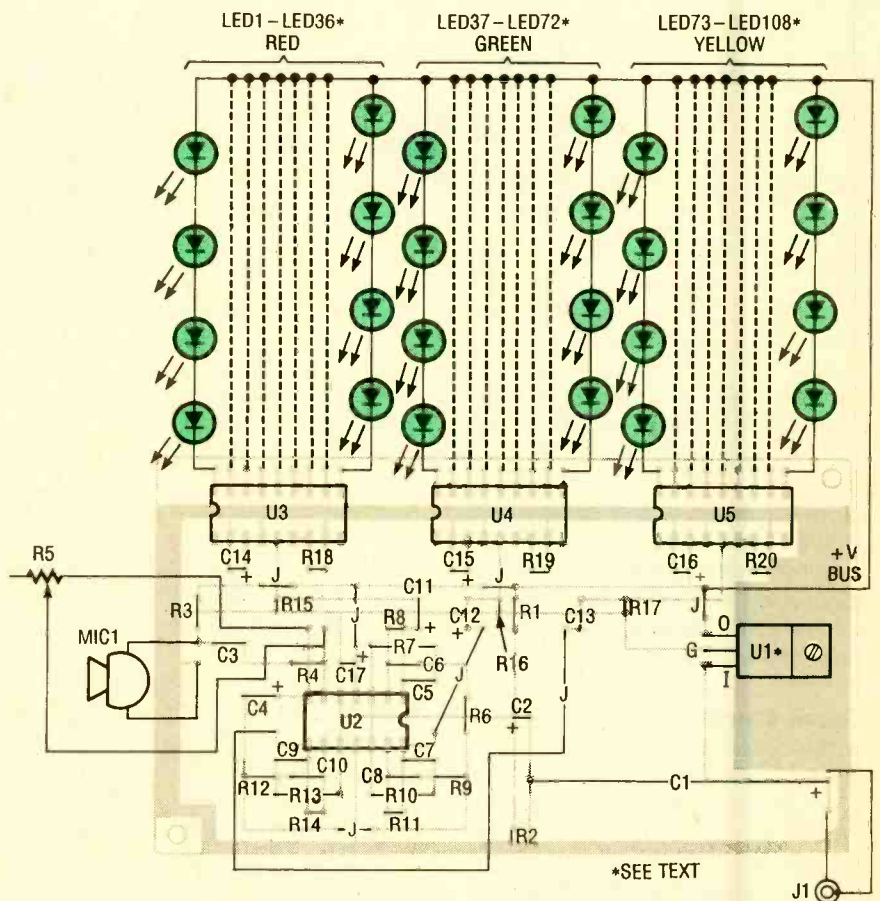 LED1–LED36*
RED
LED37–LED72*
GREEN
LED73–LED108*
YELLOW
U3
U4
U5
R5
C14
+
J
R18
C15
+
J
R19
C16
+
R20
+V
BUS
R3
R15
J
R8
C11
C12
+
R1
C13
R17
J
O
MIC1
C3
R4
C17
+
R7
+
C6
R16
G
I
U1*
C4
+
U2
C5
J
R6
C2
+
J
C9
C10
C8
C7
R12
R13
R10
R9
C1
+
R14
J
R11
R2
*SEE TEXT
J1